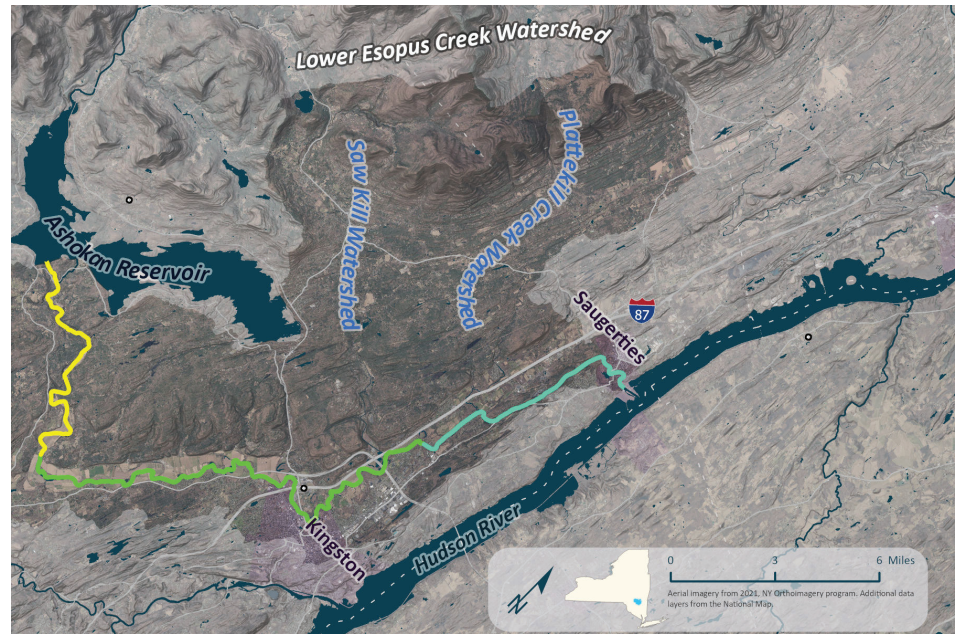 Lower Esopus Creek Watershed
Saw Kill Watershed
Plattekill Creek Watershed
Ashokan Reservoir
Saugerties
87
Kingston
Hudson River
N
0 3 6 Miles
Aerial imagery from 2021, NY Orthoimagery program. Additional data
layers from the National Map.